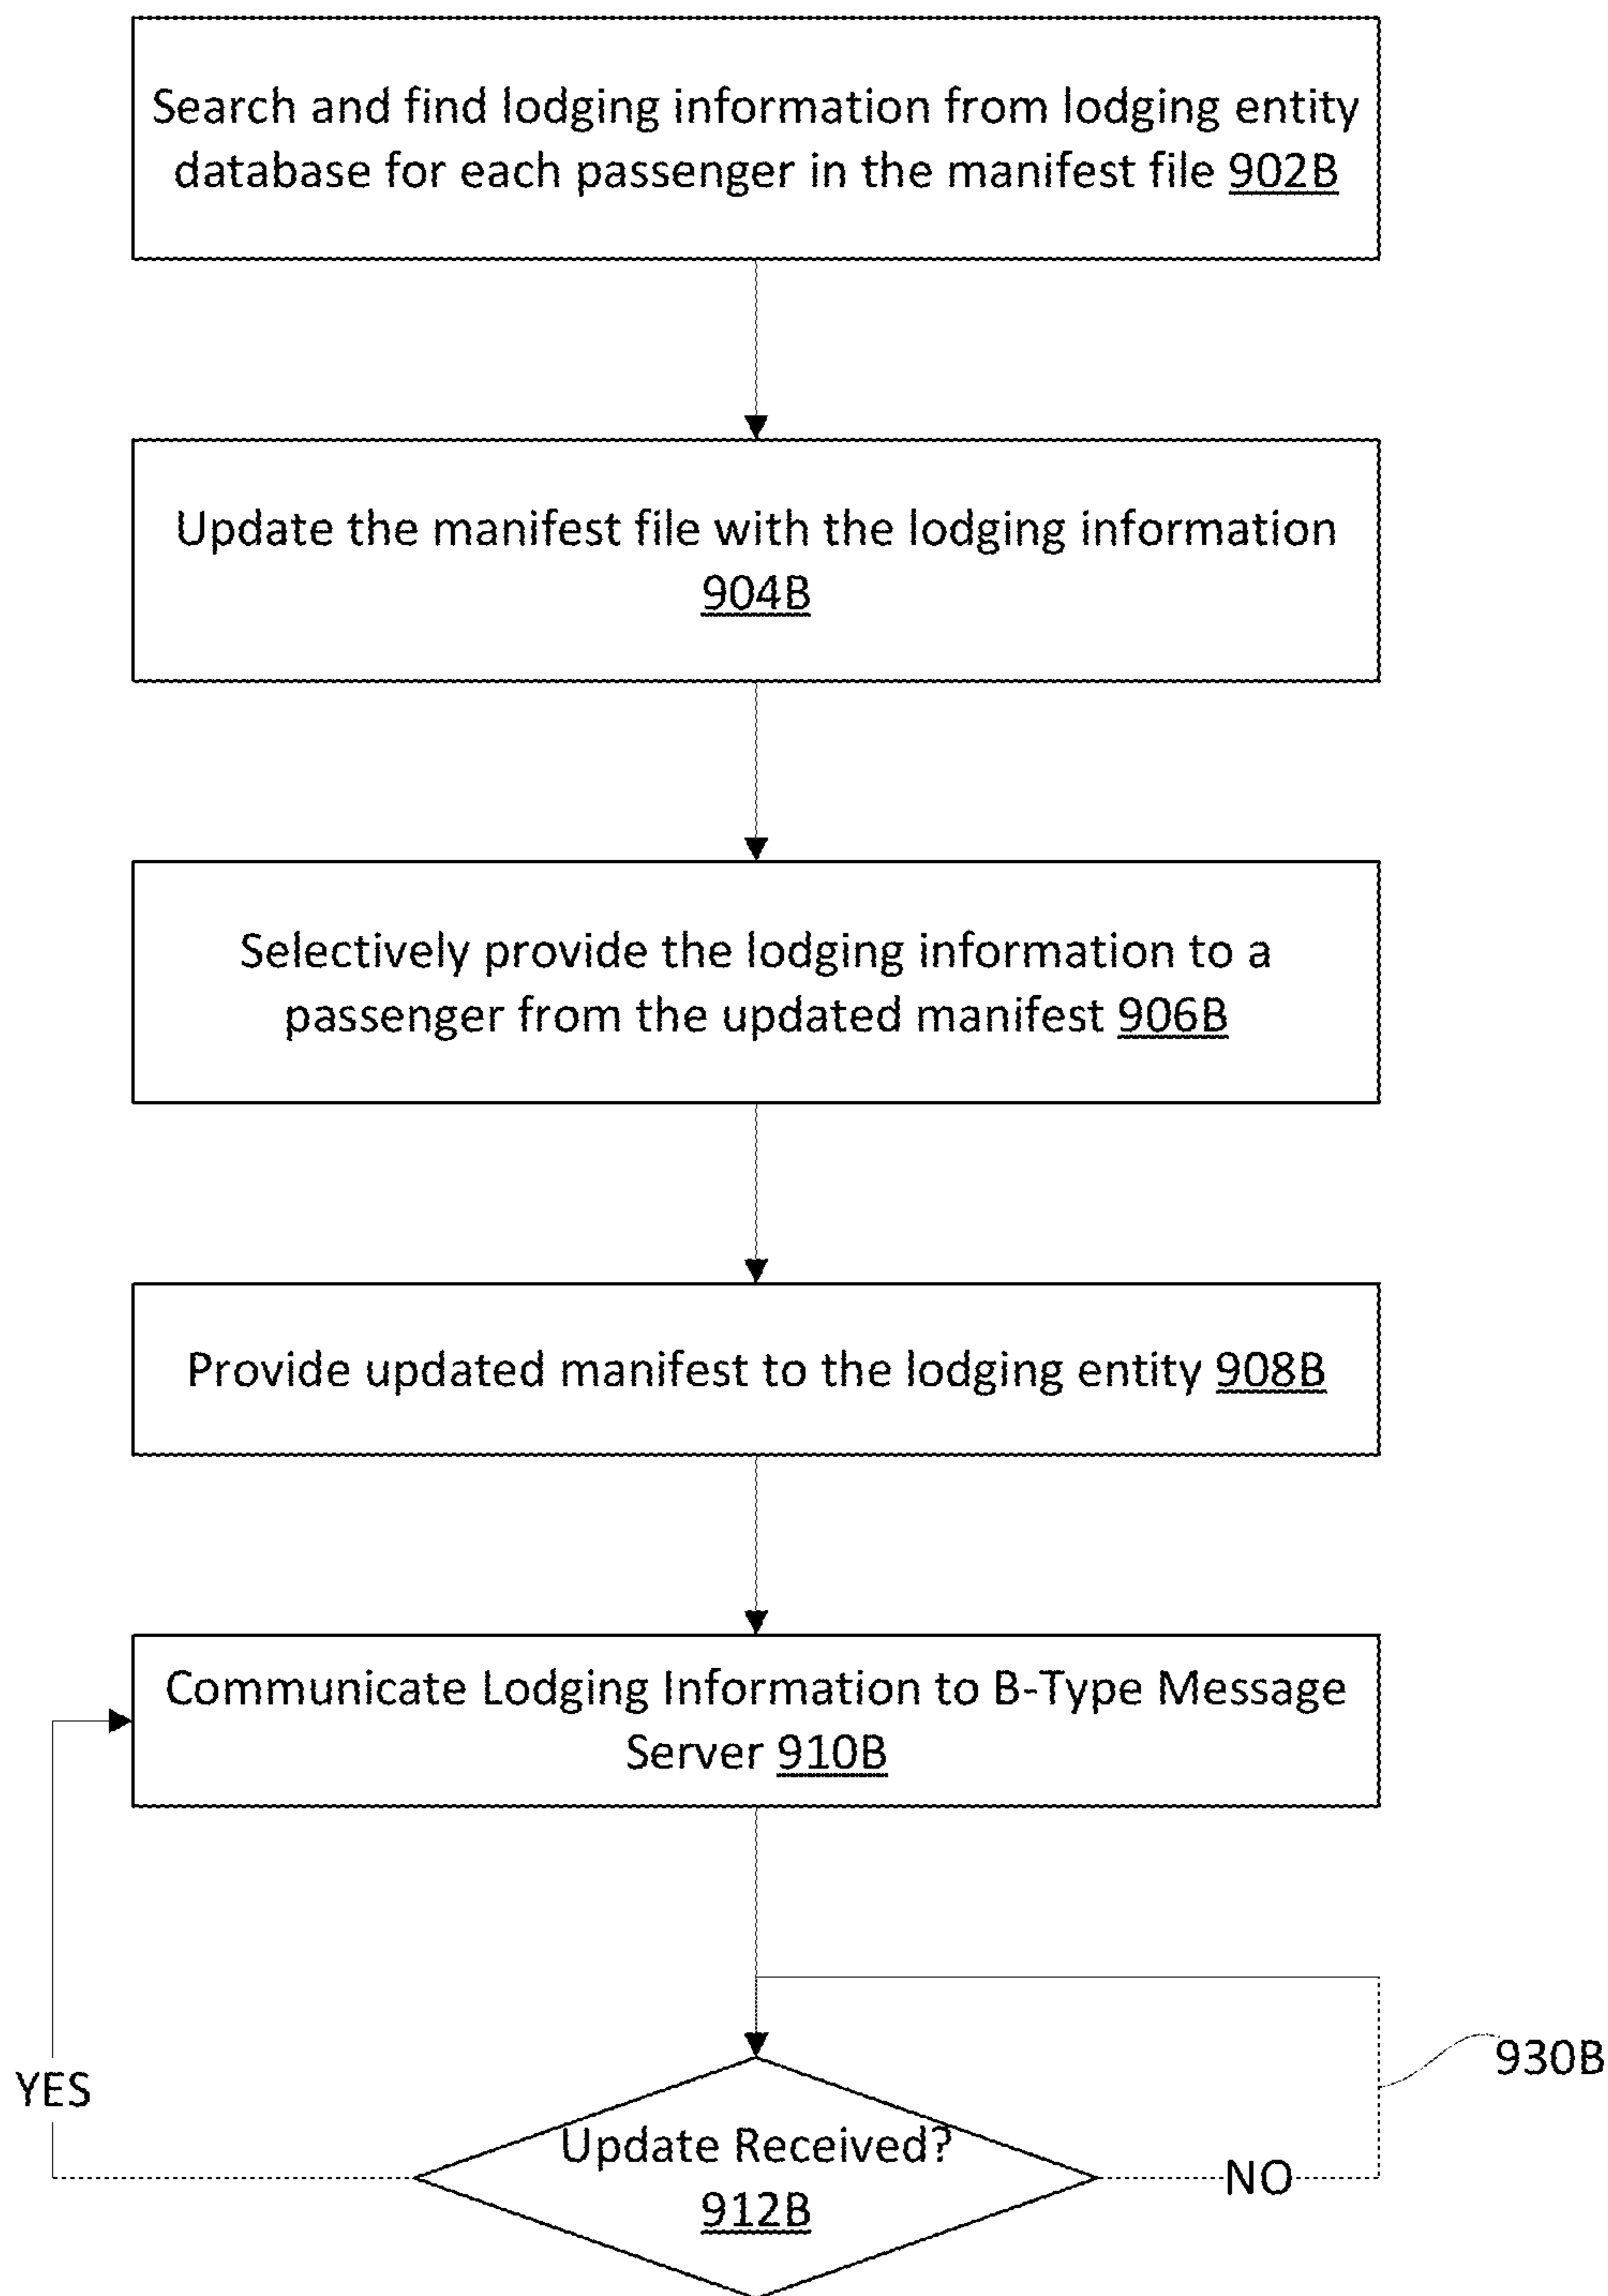 Search and find lodging information from lodging entity
database for each passenger in the manifest file 902B
Update the manifest file with the lodging information
904B
Selectively provide the lodging information to a
passenger from the updated manifest 906B
Provide updated manifest to the lodging entity 908B
Communicate Lodging Information to B-Type Message
Server 910B
930B
YES
Update Received?
912B
NO